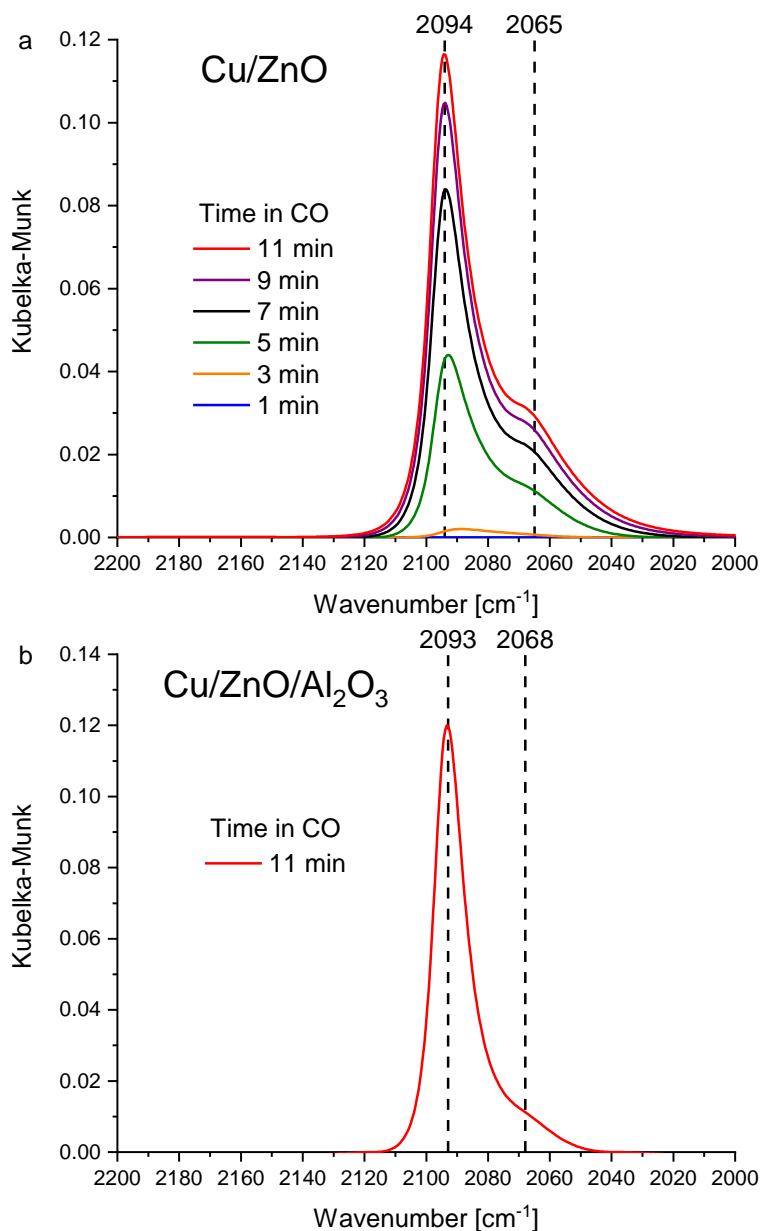 a
2094 2065
0.12
Cu/ZnO
0.10
0.08
Time in CO
11 min
9 min
0.06
7 min
5 min
0.04
3 min
1 min
0.02
0.00
Kubelka-Munk
2200 2180 2160 2140 2120 2100 2080 2060 2040 2020 2000
Wavenumber [cm⁻¹]
b
2093 2068
0.14
Cu/ZnO/Al₂O₃
0.12
0.10
Time in CO
11 min
0.08
0.06
0.04
0.02
0.00
Kubelka-Munk
2200 2180 2160 2140 2120 2100 2080 2060 2040 2020 2000
Wavenumber [cm⁻¹]